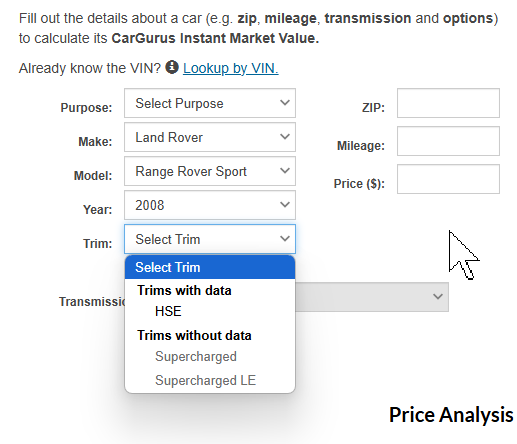 Fill out the details about a car (e.g. zip, mileage, transmission and options)
to calculate its CarGurus Instant Market Value.
Already know the VIN? Lookup by VIN.
Purpose: Select Purpose ZIP:
Make: Land Rover Mileage:
Model: Range Rover Sport Price ($):
Year: 2008
Trim: Select Trim
Select Trim
Trims with data
HSE
Trims without data
Supercharged
Supercharged LE
Price Analysis